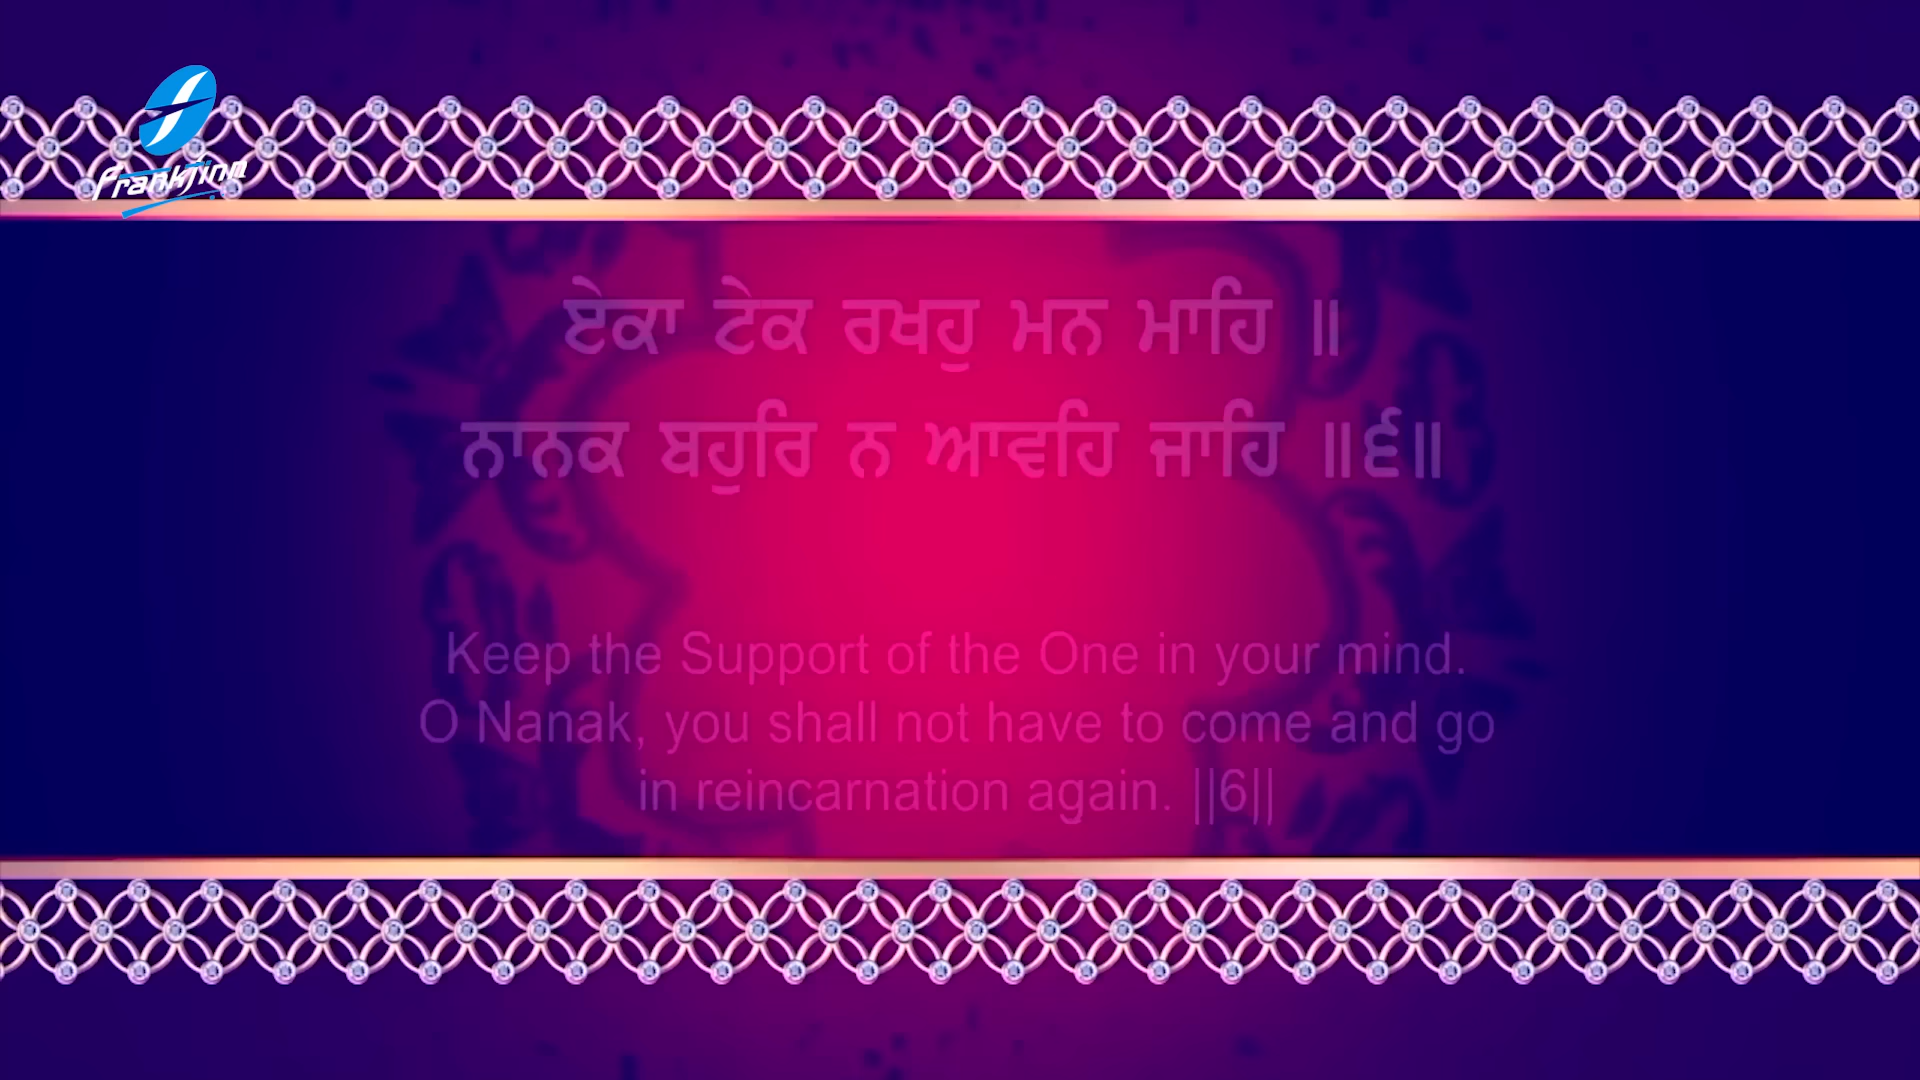 Frankfinn
ਏਕਾ ਟੇਕ ਰਖਹੁ ਮਨ ਮਾਹਿ ॥
ਨਾਨਕ ਬਹੁਰਿ ਨ ਆਵਹਿ ਜਾਹਿ ॥੬॥
Keep the Support of the One in your mind.
O Nanak, you shall not have to come and go
in reincarnation again. ||6||